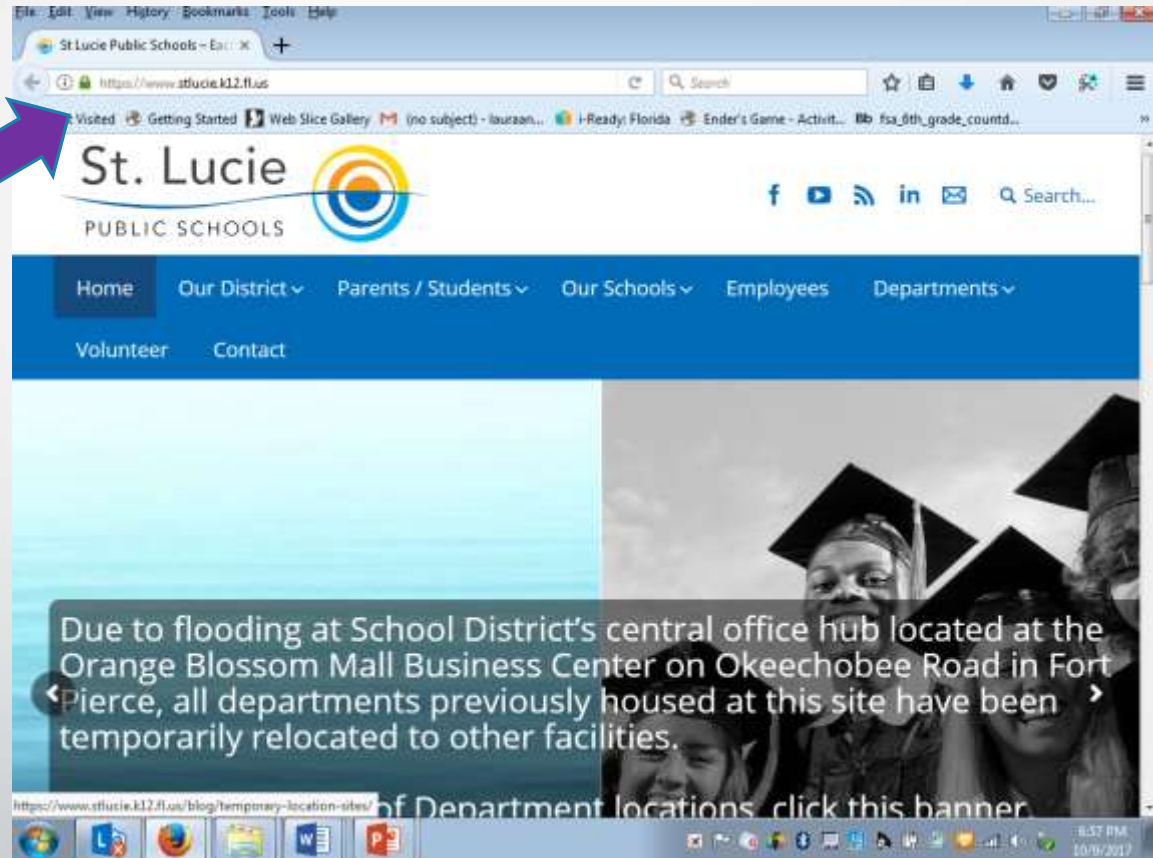 File Edit View History Bookmarks Tools Help
St Lucie Public Schools – Ear
https://www.stlucie.k12.fl.us
Search
Visited Getting Started Web Slice Gallery (no subject) - lauraan... i-Ready: Florida Ender's Game - Activit... Bb fsa_6th_grade_countd...
St. Lucie
PUBLIC SCHOOLS
f in Search...
Home Our District Parents / Students Our Schools Employees Departments
Volunteer Contact
Due to flooding at School District's central office hub located at the
Orange Blossom Mall Business Center on Okeechobee Road in Fort
Pierce, all departments previously housed at this site have been
temporarily relocated to other facilities.
of Department locations, click this banner.
https://www.stlucie.k12.fl.us/blog/temporary-location-sites/
6:57 PM
10/9/2017